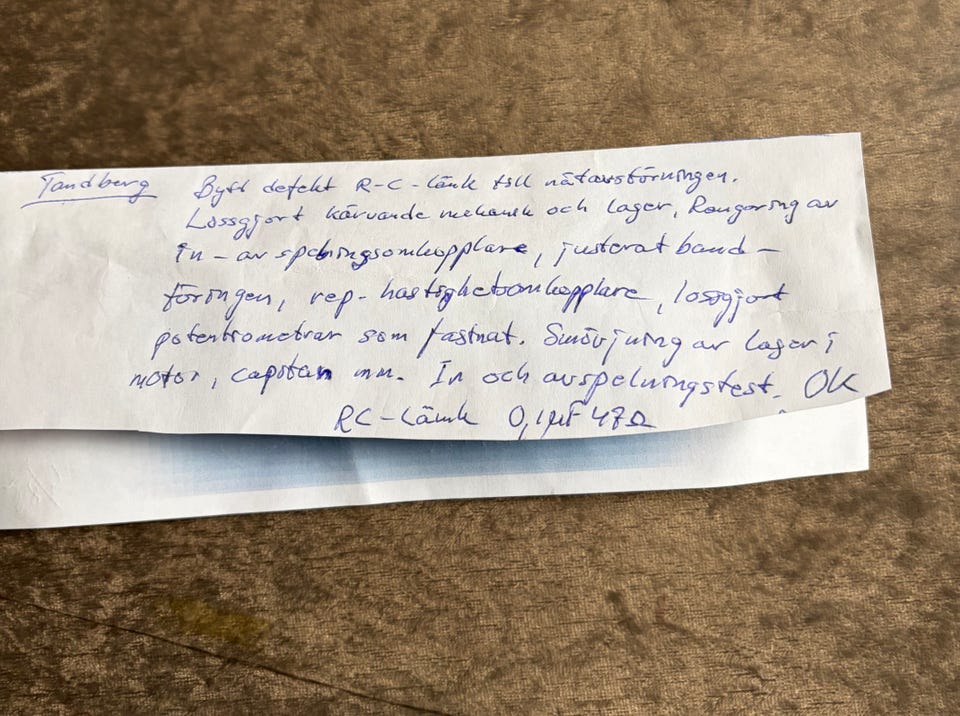 Tandberg Bytt defekt R-C-länk till nätavstörningen.
Lossgjort kärvande mekanik och lager, Rengöring av
in-av spelningsomkopplare, justerat band-
föringen, rep-hastighetsomkopplare, lossgjort
potentiometrar som fastnat. Smörjning av lager i
motor, capstan mm. In och avspelningstest. OK
RC-Länk 0,1µF 47Ω